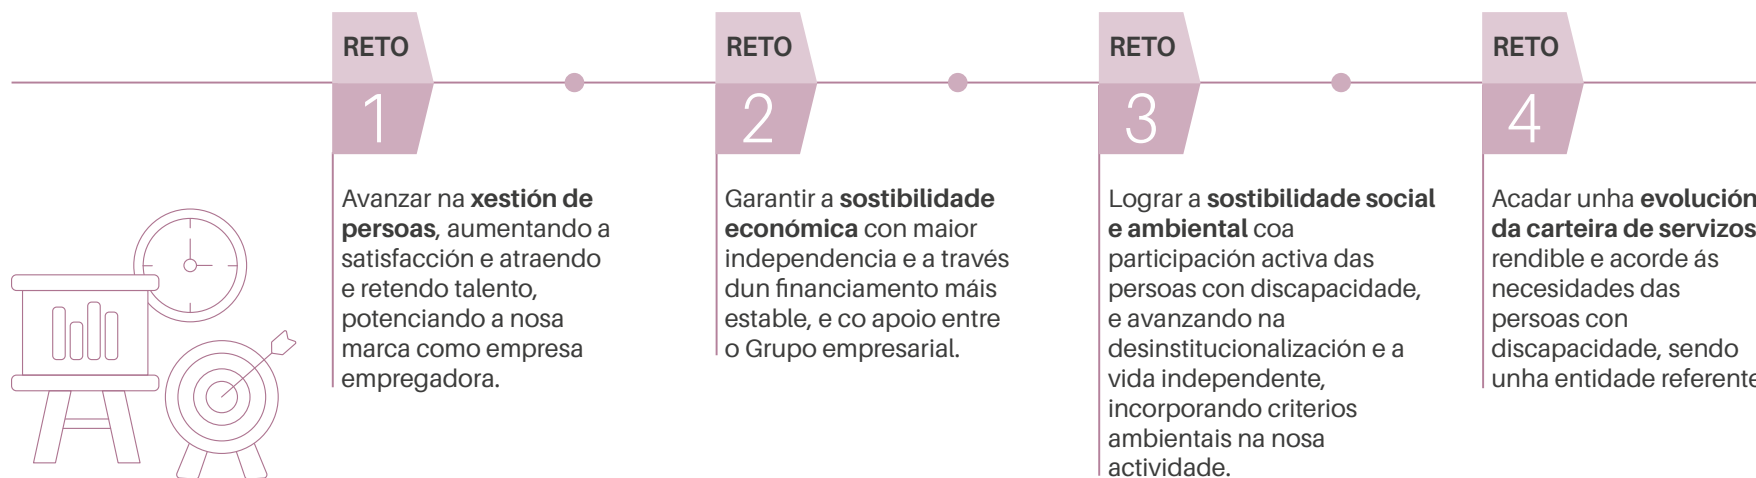 RETO
1
Avanzar na xestión de
persoas, aumentando a
satisfacción e atraendo
e retendo talento,
potenciando a nosa
marca como empresa
empregadora.
RETO
2
Garantir a sostibilidade
económica con maior
independencia e a través
dun financiamento máis
estable, e co apoio entre
o Grupo empresarial.
RETO
3
Lograr a sostibilidade social
e ambiental coa
participación activa das
persoas con discapacidade,
e avanzando na
desinstitucionalización e a
vida independente,
incorporando criterios
ambientais na nosa
actividade.
RETO
4
Acadar unha evolución
da carteira de servizos
rendible e acorde ás
necesidades das
persoas con
discapacidade, sendo
unha entidade referente